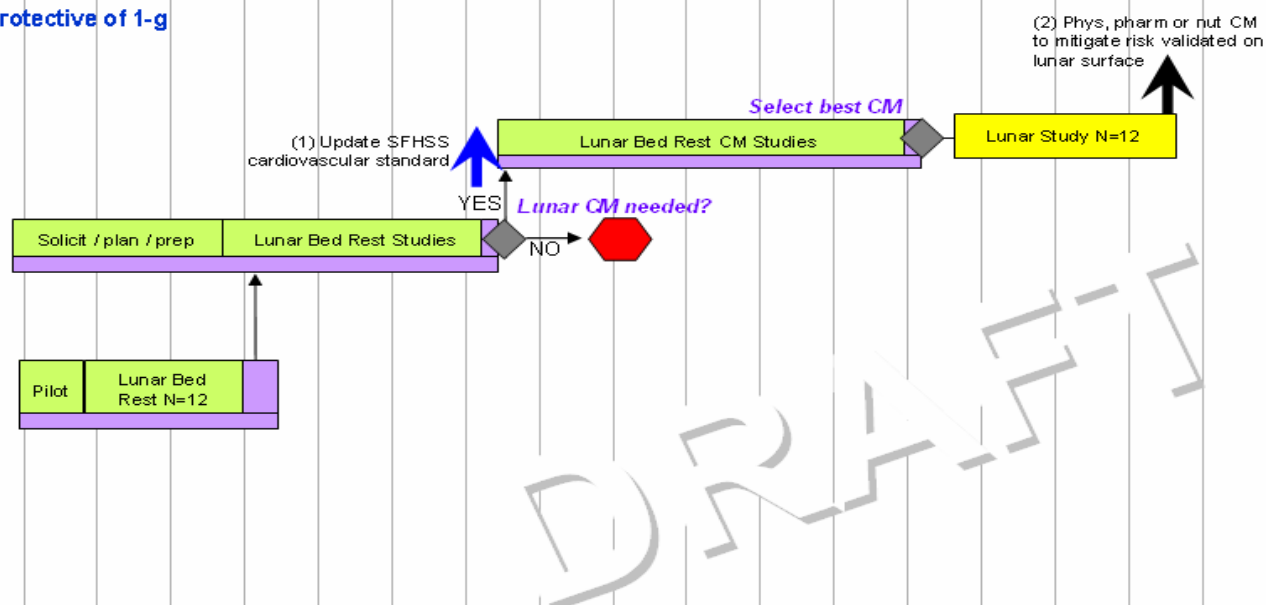 rotective of 1-g
(2) Phys, pharm or nut CM
to mitigate risk validated on
lunar surface
Select best CM
(1) Update SFHSS
cardiovascular standard
Lunar Bed Rest CM Studies
Lunar Study N=12
YES
Lunar CM needed?
Solicit / plan / prep
Lunar Bed Rest Studies
NO
Pilot
Lunar Bed
Rest N=12
DRAFT